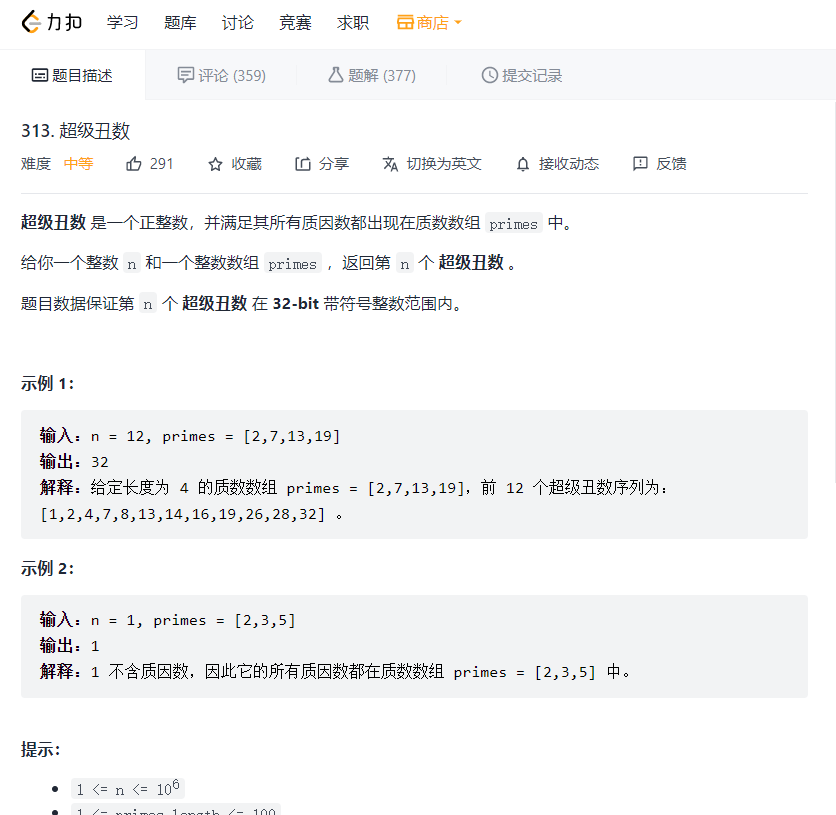 力扣 学习 题库 讨论 竞赛 求职 商店
题目描述 评论 (359) 题解 (377) 提交记录
313. 超级丑数
难度 中等 291 收藏 分享 切换为英文 接收动态 反馈
超级丑数 是一个正整数，并满足其所有质因数都出现在质数数组 primes 中。
给你一个整数 n 和一个整数数组 primes ，返回第 n 个 超级丑数 。
题目数据保证第 n 个 超级丑数 在 32-bit 带符号整数范围内。
示例 1：
输入：n = 12, primes = [2,7,13,19]
输出：32
解释：给定长度为 4 的质数数组 primes = [2,7,13,19]，前 12 个超级丑数序列为：
[1,2,4,7,8,13,14,16,19,26,28,32] 。
示例 2：
输入：n = 1, primes = [2,3,5]
输出：1
解释：1 不含质因数，因此它的所有质因数都在质数数组 primes = [2,3,5] 中。
提示：
1 <= n <= 10⁶
1 <= primes.length <= 100